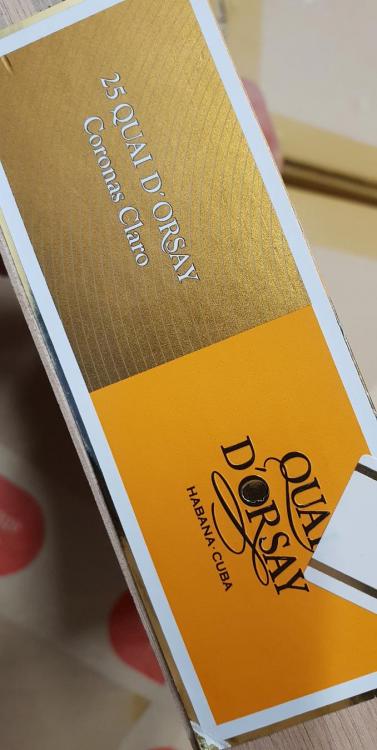 25 QUAI D'ORSAY
Coronas Claro
QUAI
D'ORSAY
HABANA · CUBA